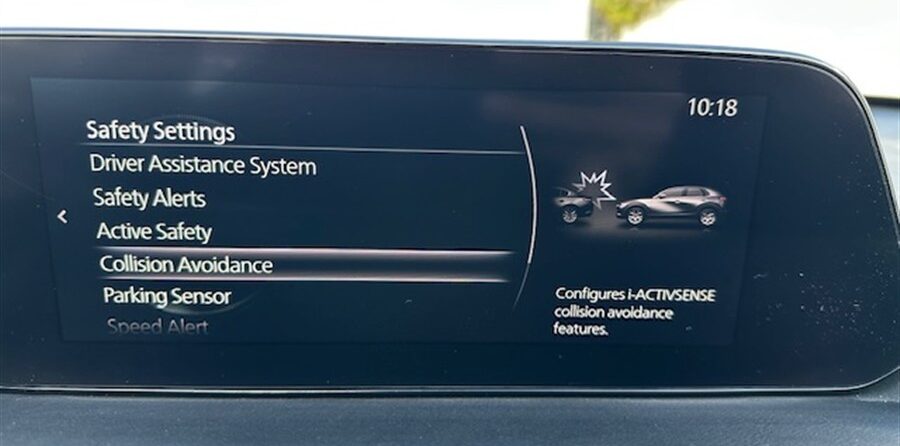 10:18
Safety Settings
Driver Assistance System
Safety Alerts
Active Safety
Collision Avoidance
Parking Sensor
Speed Alert
Configures i-ACTIVSENSE
collision avoidance
features.